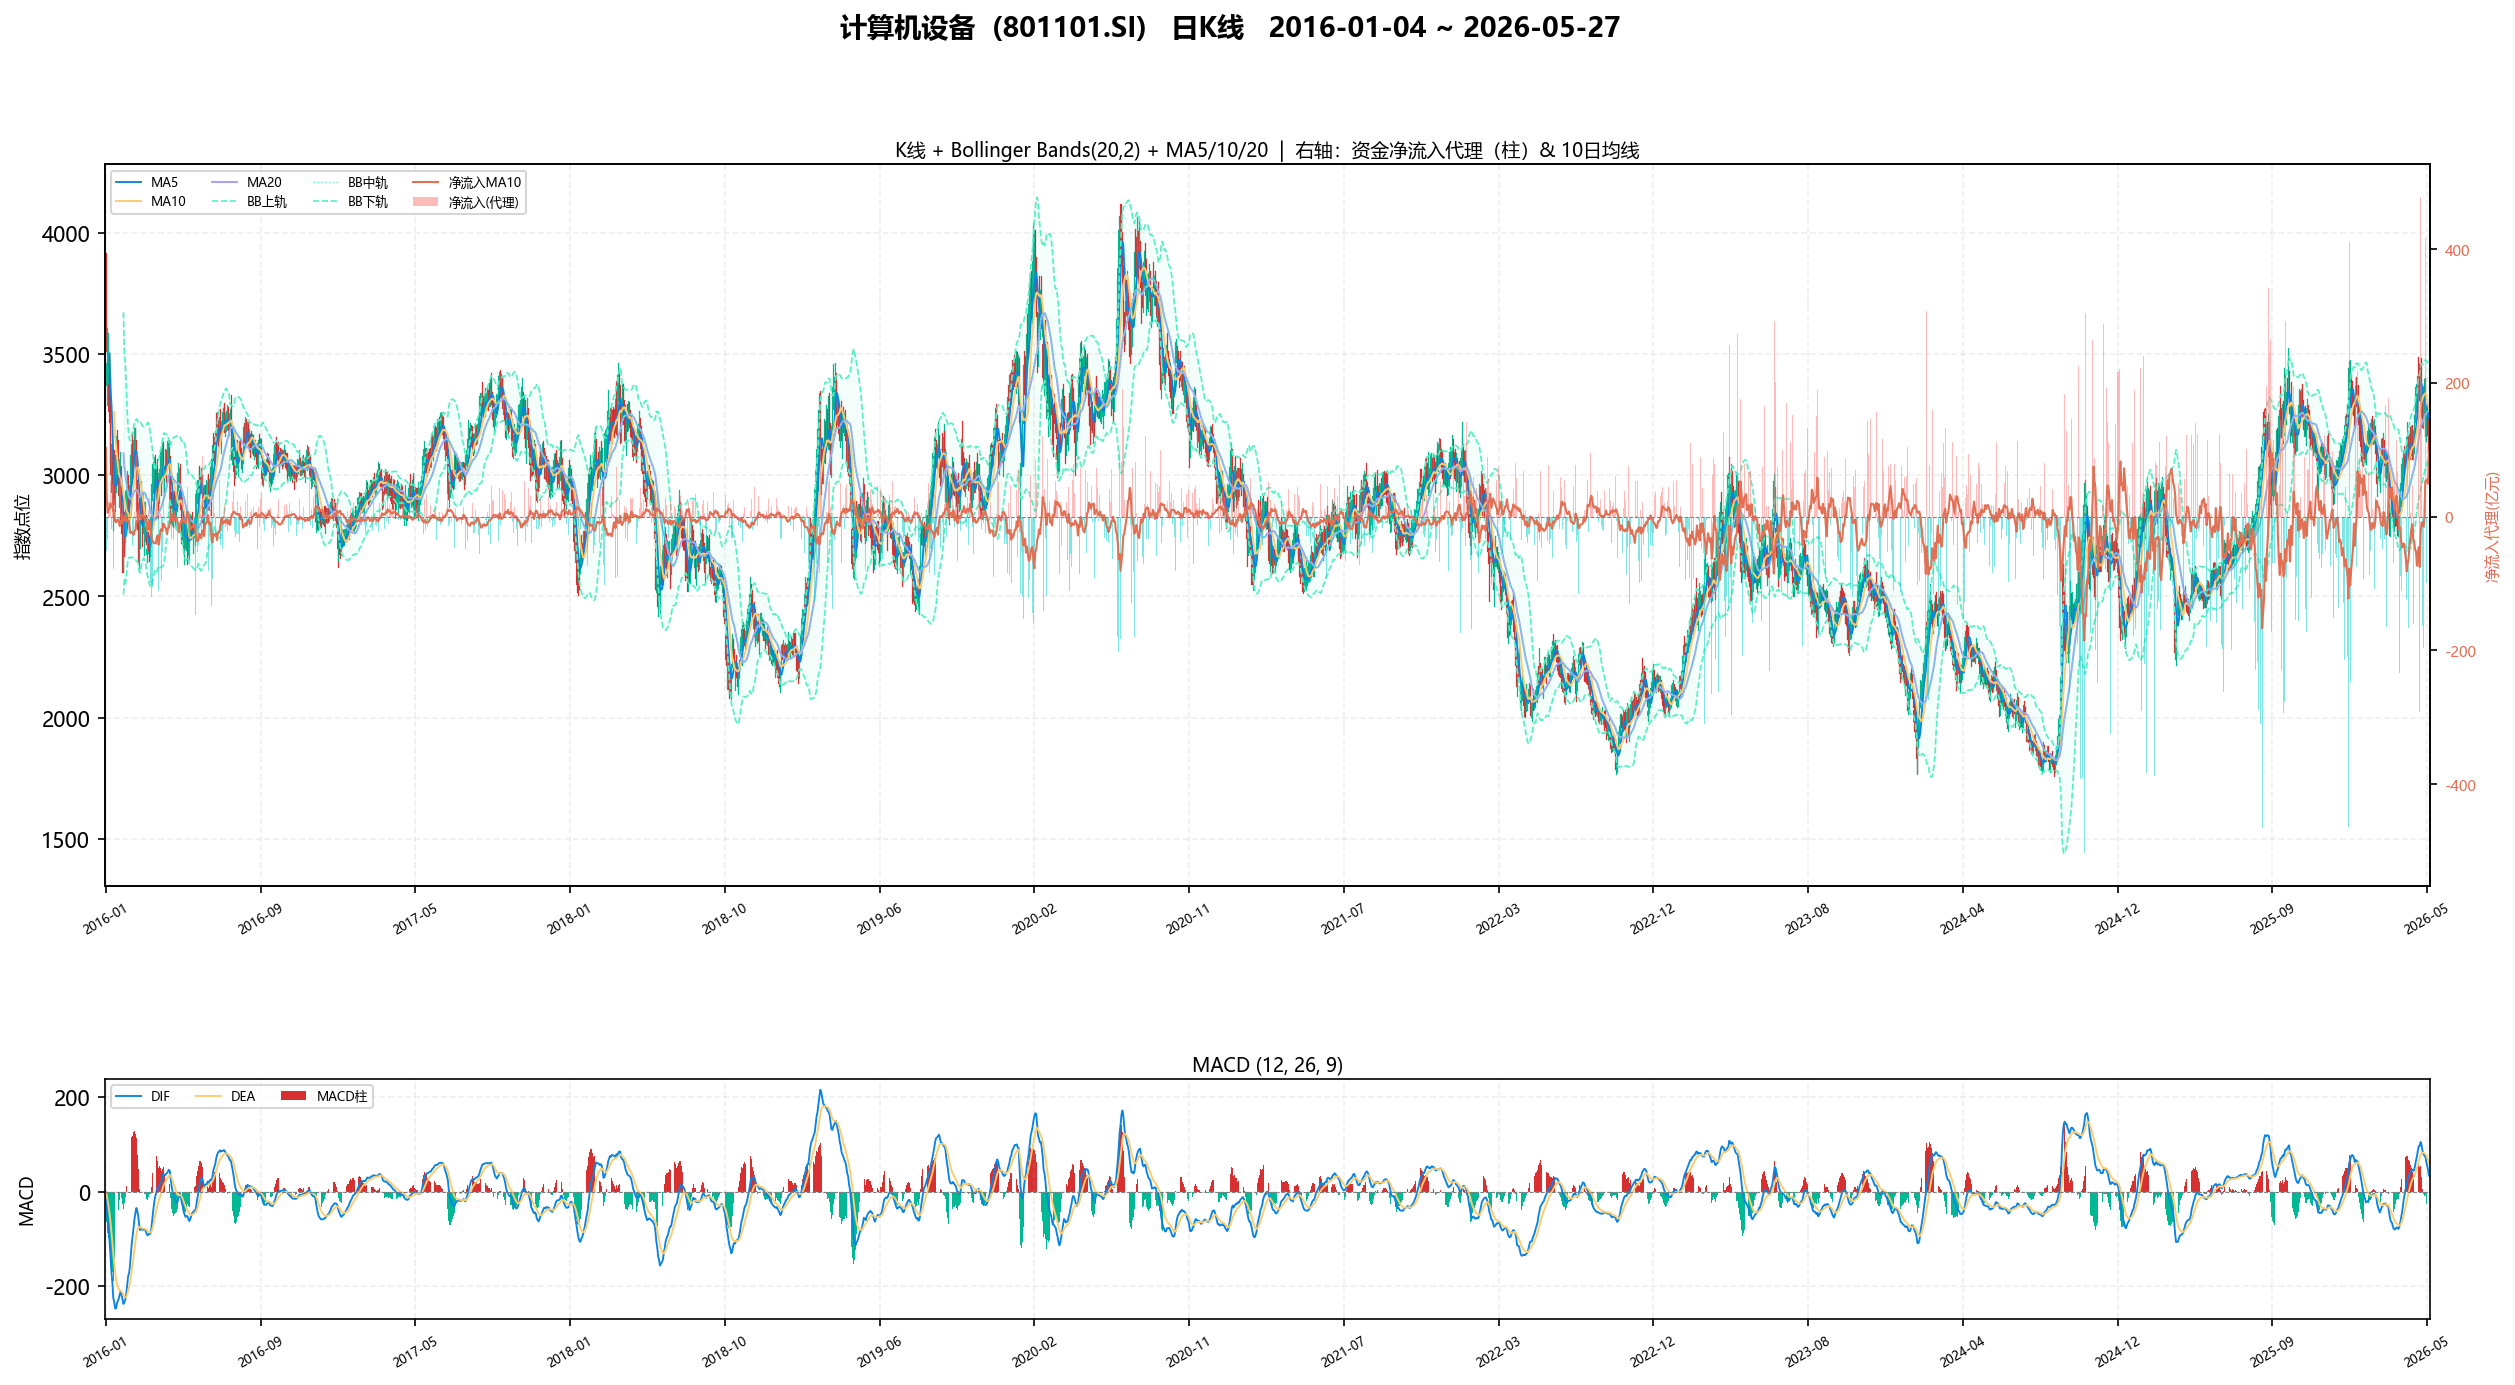 计算机设备  (801101.SI)   日K线   2016-01-04 ~ 2026-05-27
K线 + Bollinger Bands(20,2) + MA5/10/20 | 右轴：资金净流入代理（柱）& 10日均线
MA5 MA20 BB中轨 净流入MA10
MA10 BB上轨 BB下轨 净流入(代理)
指数点位
4000
3500
3000
2500
2000
1500
400
200
0
-200
-400
净流入代理(亿元)
2016-01 2016-09 2017-05 2018-01 2018-10 2019-06 2020-02 2020-11 2021-07 2022-03 2022-12 2023-08 2024-04 2024-12 2025-09 2026-05
MACD (12, 26, 9)
DIF DEA MACD柱
MACD
200
0
-200
2016-01 2016-09 2017-05 2018-01 2018-10 2019-06 2020-02 2020-11 2021-07 2022-03 2022-12 2023-08 2024-04 2024-12 2025-09 2026-05